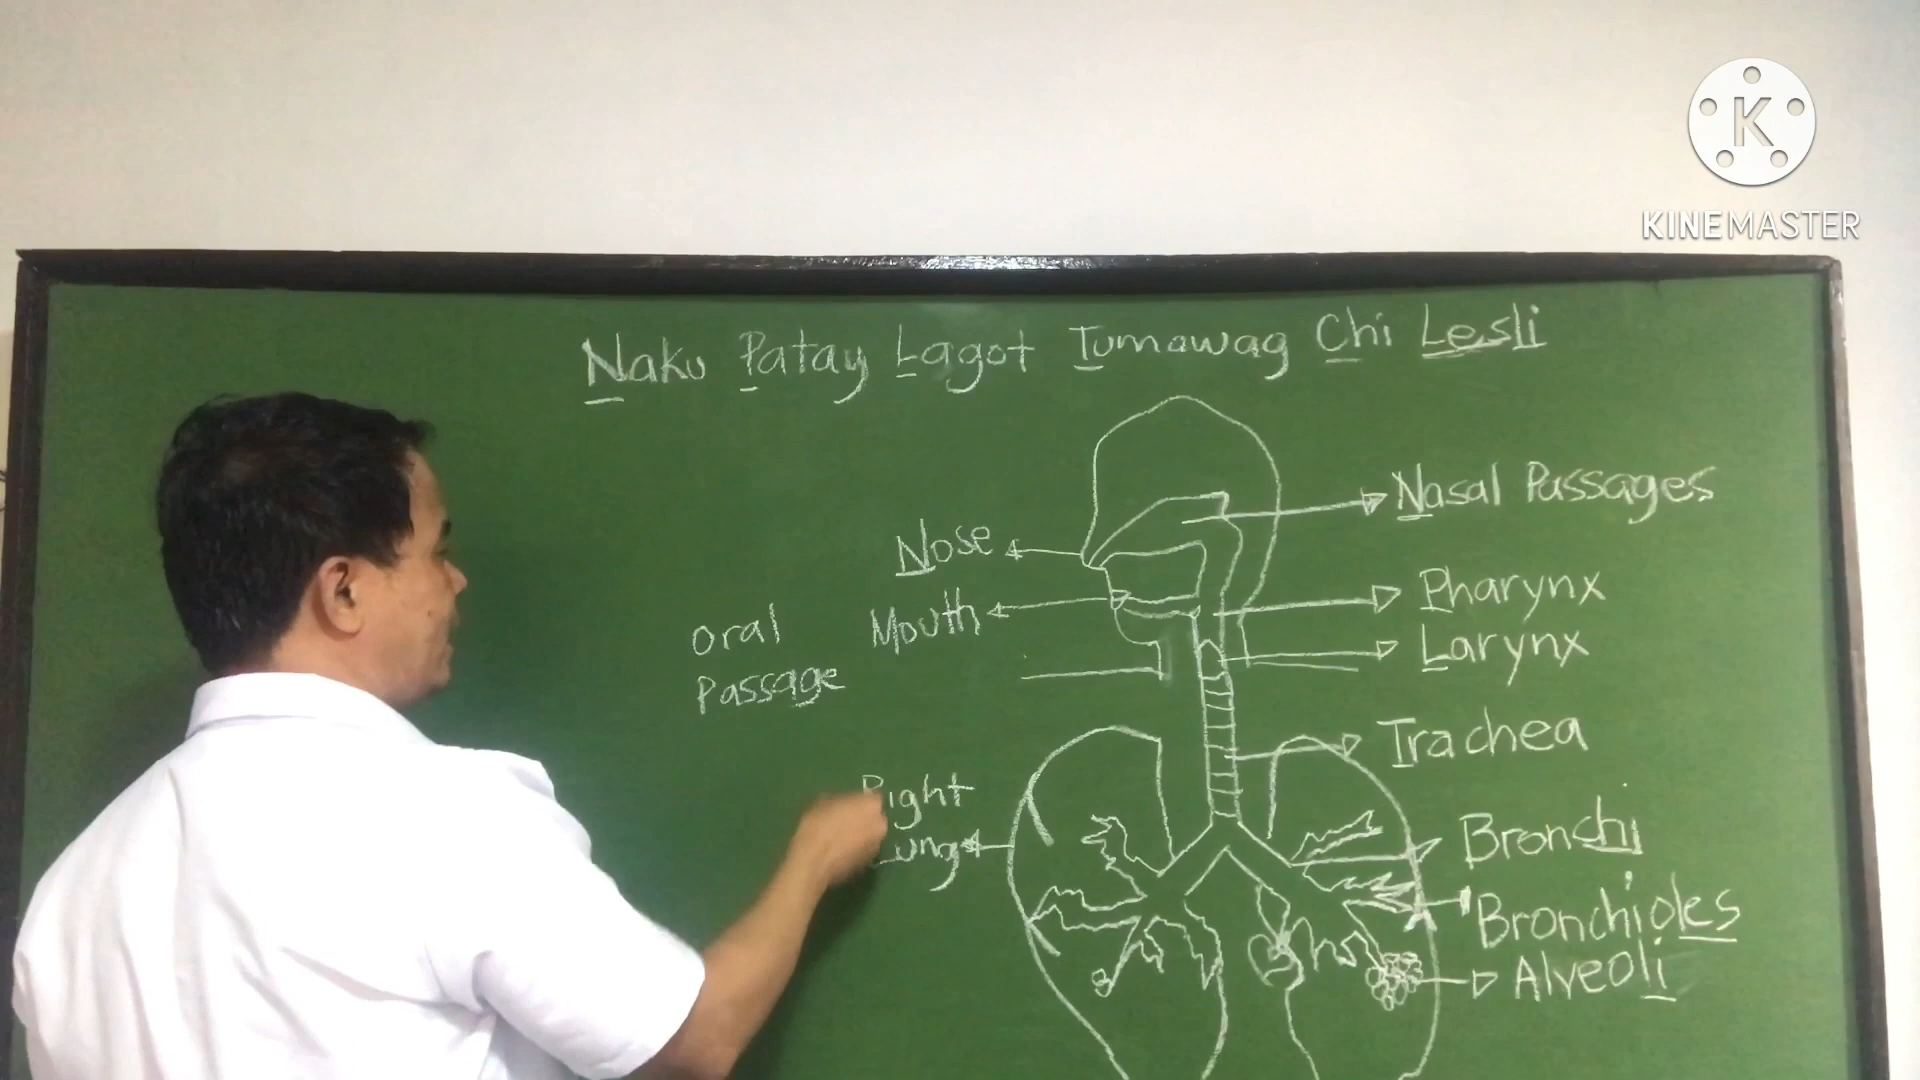 KINEMASTER
Naku Patay Lagot Tumawag Chi Lesli
Nasal Passages
Nose
Pharynx
Mouth
oral
Passage
Larynx
Trachea
Right
Lung
Bronchi
Bronchioles
Alveoli